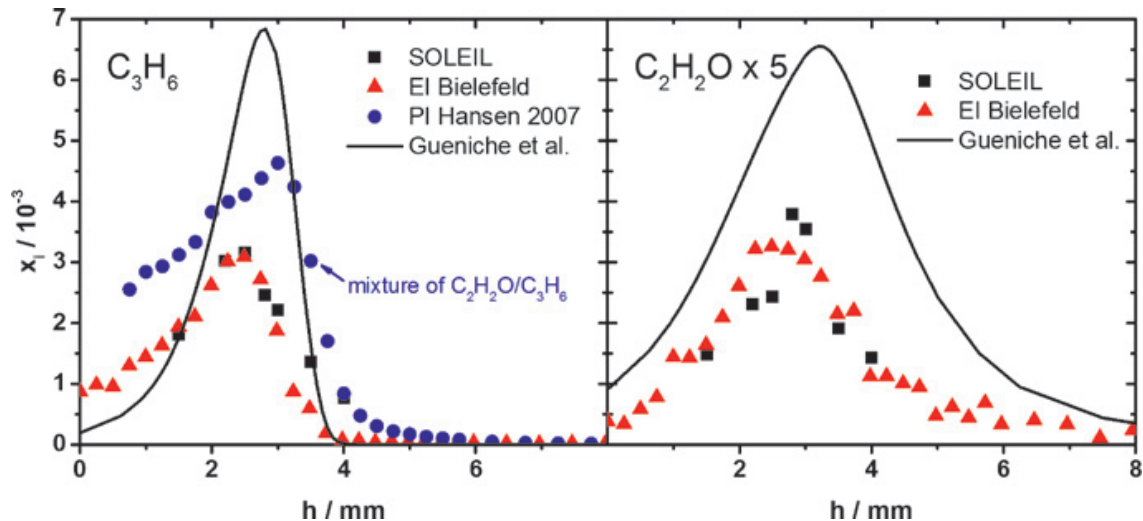 7
6
5
4
3
2
1
0
xᵢ / 10⁻³
C₃H₆
SOLEIL
EI Bielefeld
PI Hansen 2007
Gueniche et al.
mixture of C₂H₂O/C₃H₆
0 2 4 6
h / mm
C₂H₂O x 5
SOLEIL
EI Bielefeld
Gueniche et al.
2 4 6 8
h / mm